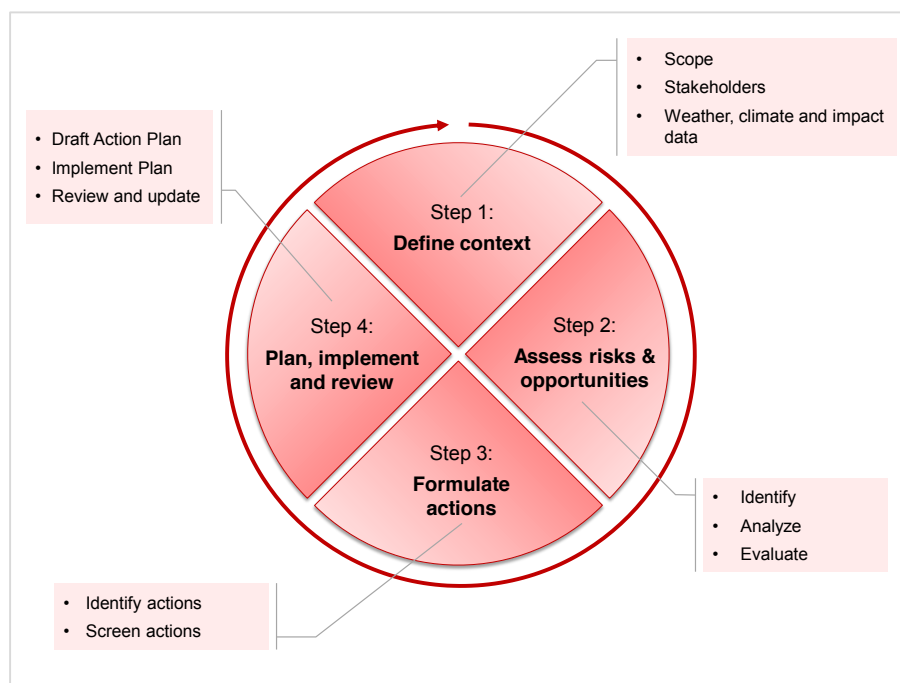 • Scope
• Stakeholders
• Weather, climate and impact
data
• Draft Action Plan
• Implement Plan
• Review and update
Step 1:
Define context
Step 2:
Assess risks &
opportunities
Step 4:
Plan, implement
and review
Step 3:
Formulate
actions
• Identify
• Analyze
• Evaluate
• Identify actions
• Screen actions